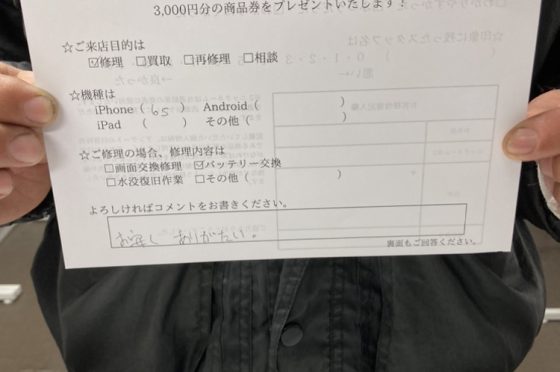 3,000円分の商品券をプレゼントいたします！
☆ご来店目的は
☑修理 □買取 □再修理 □相談
☆機種は
iPhone ( 6S ) Android ( )
iPad ( ) その他 ( )
☆ご修理の場合、修理内容は
□画面交換修理 ☑バッテリー交換
□水没復旧作業 □その他 ( )
よろしければコメントをお書きください。
ありがたい。
裏面もご回答ください。